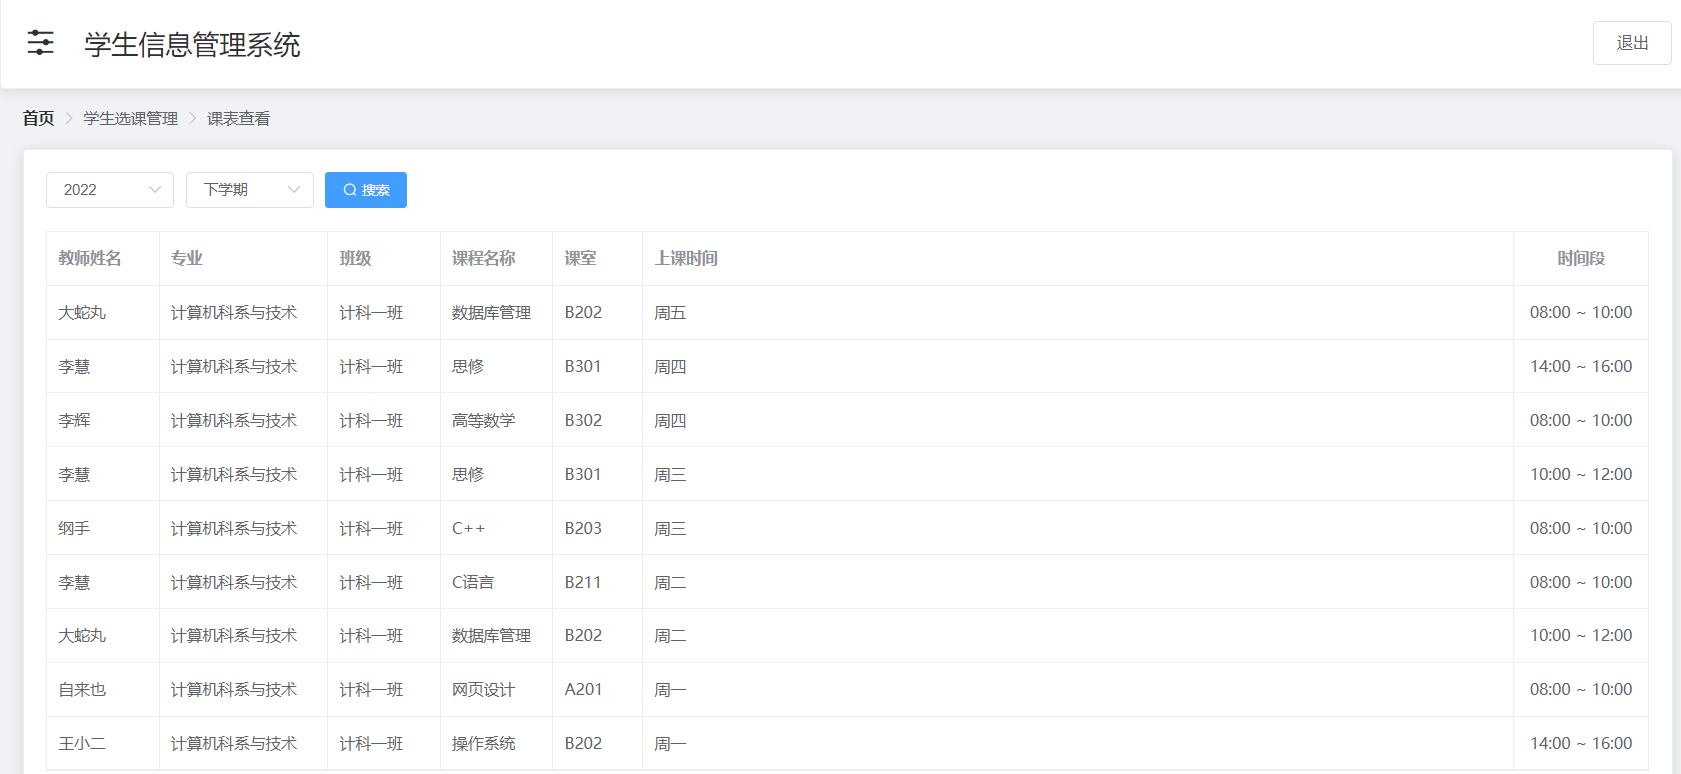 学生信息管理系统 退出
首页 > 学生选课管理 > 课表查看
2022 下学期 搜索
教师姓名 专业 班级 课程名称 课室 上课时间 时间段
大蛇丸 计算机科系与技术 计科一班 数据库管理 B202 周五 08:00 ~ 10:00
李慧 计算机科系与技术 计科一班 思修 B301 周四 14:00 ~ 16:00
李辉 计算机科系与技术 计科一班 高等数学 B302 周四 08:00 ~ 10:00
李慧 计算机科系与技术 计科一班 思修 B301 周三 10:00 ~ 12:00
纲手 计算机科系与技术 计科一班 C++ B203 周三 08:00 ~ 10:00
李慧 计算机科系与技术 计科一班 C语言 B211 周二 08:00 ~ 10:00
大蛇丸 计算机科系与技术 计科一班 数据库管理 B202 周二 10:00 ~ 12:00
自来也 计算机科系与技术 计科一班 网页设计 A201 周一 08:00 ~ 10:00
王小二 计算机科系与技术 计科一班 操作系统 B202 周一 14:00 ~ 16:00